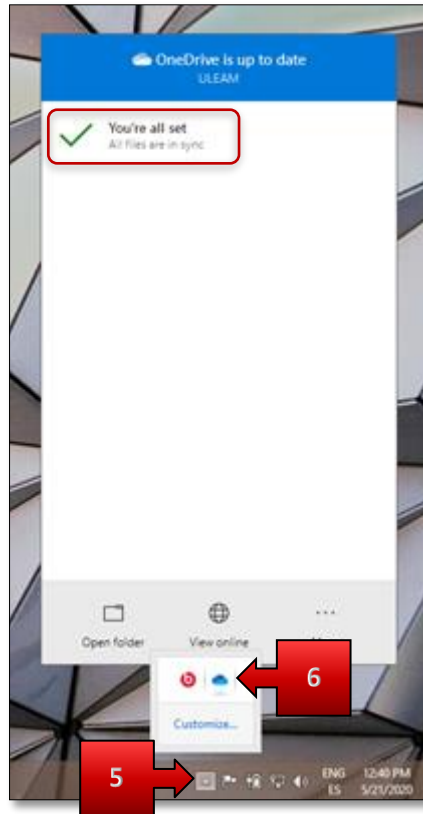 OneDrive is up to date
ULEAM
You're all set
All files are in sync
Open folder
View online
6
Customize...
5
ENG
12:40 PM
ES
5/21/2020